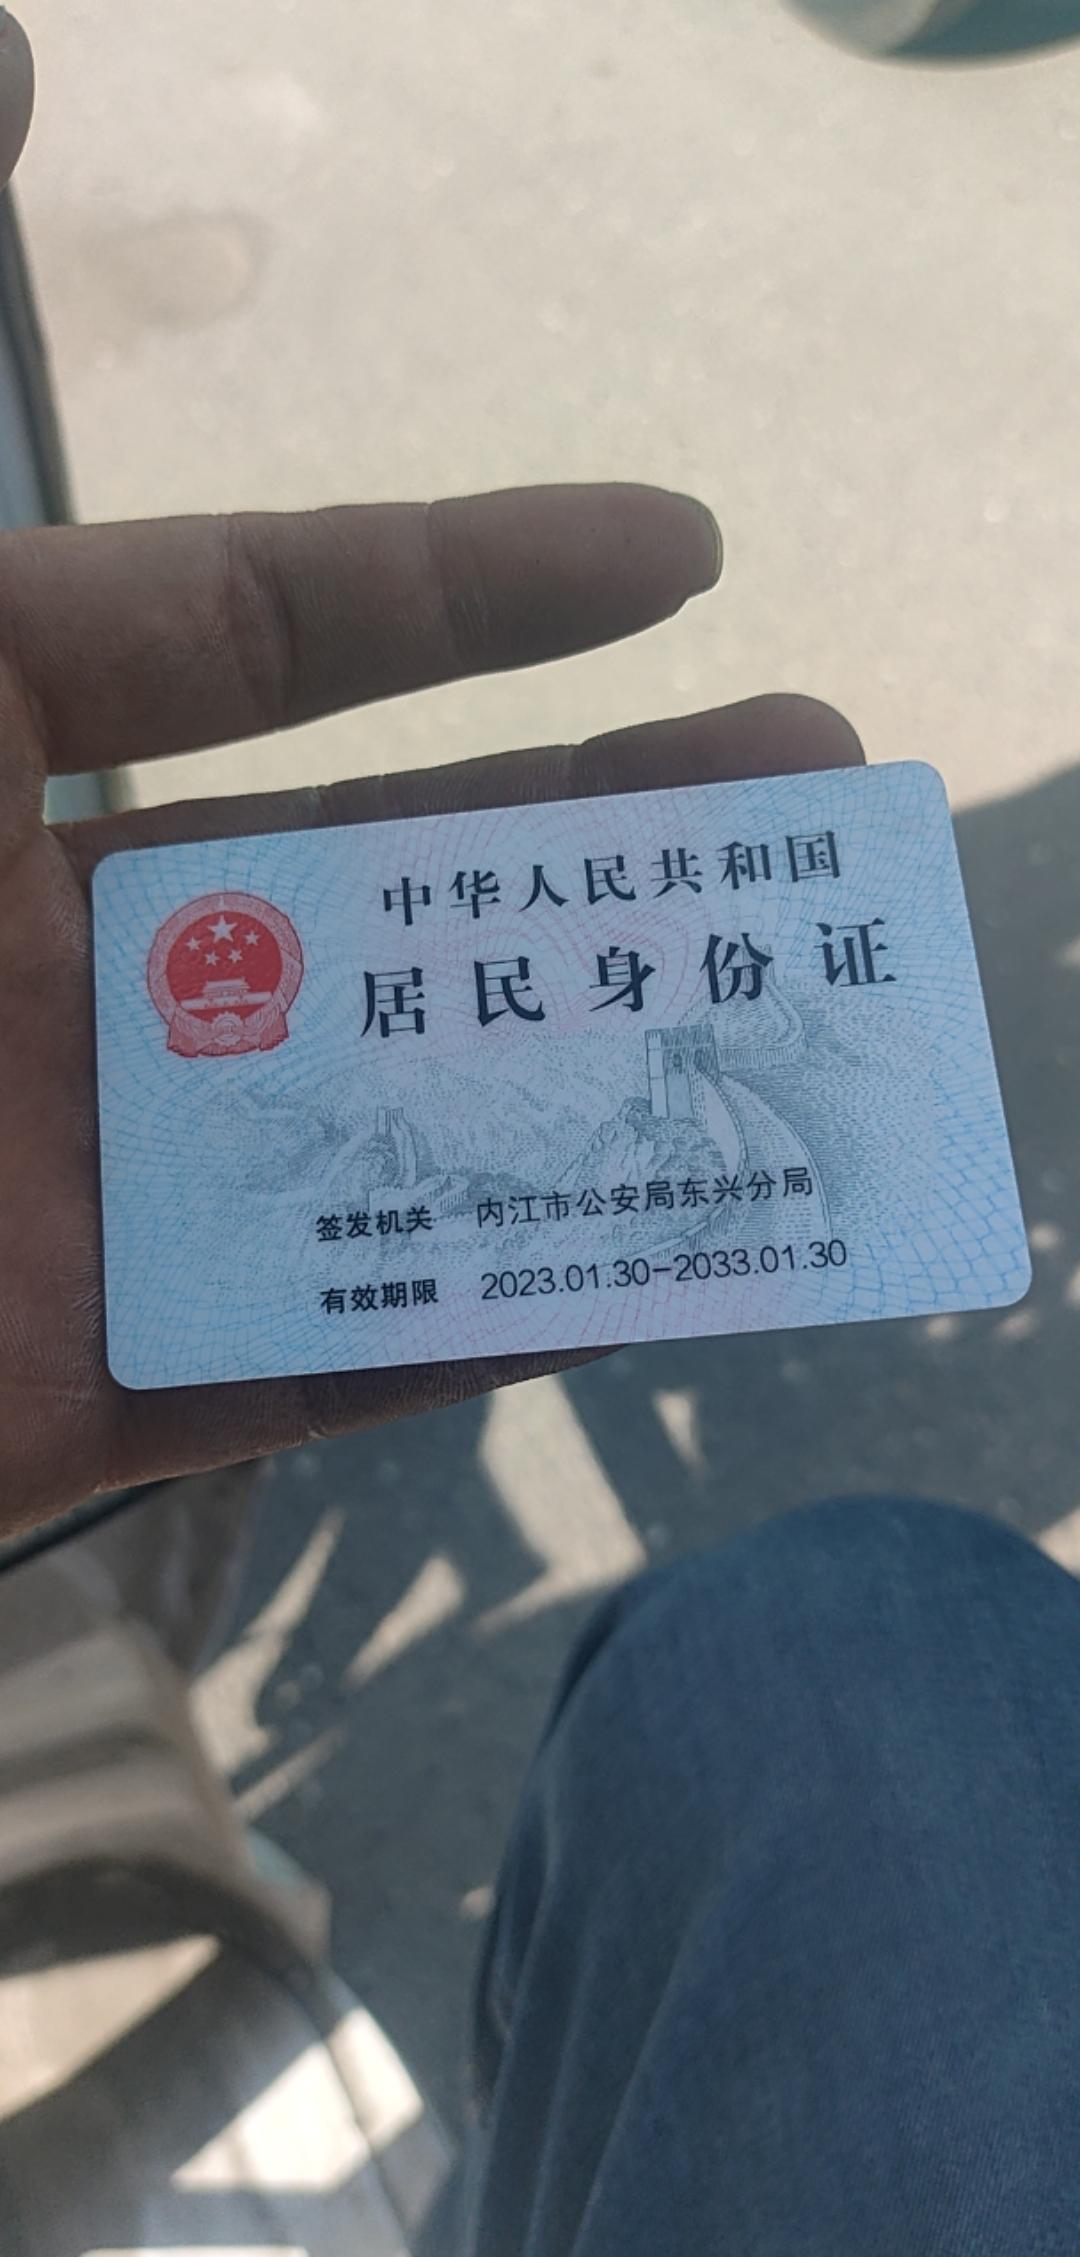 中华人民共和国
居民身份证
签发机关 内江市公安局东兴分局
有效期限 2023.01.30-2033.01.30